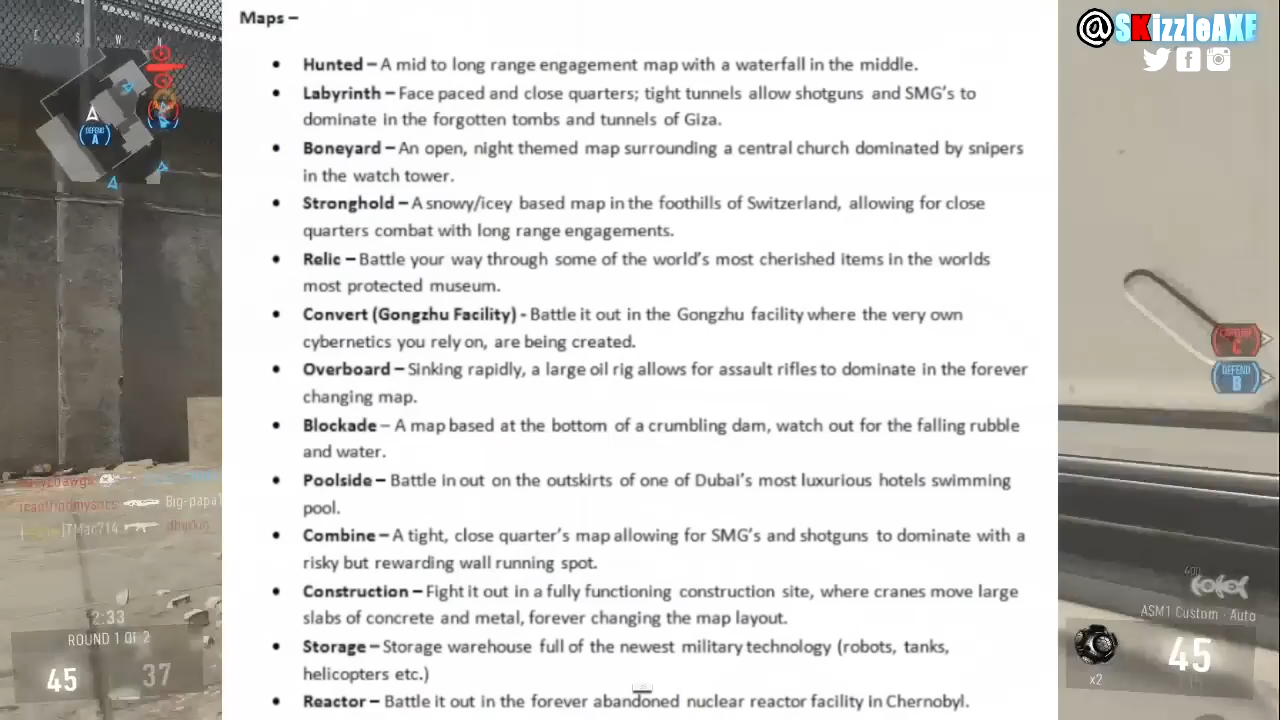 Maps –
@SKizzleAXF
E S W N
Hunted – A mid to long range engagement map with a waterfall in the middle.
Labyrinth – Face paced and close quarters; tight tunnels allow shotguns and SMG's to
dominate in the forgotten tombs and tunnels of Giza.
DEFEND
A
Boneyard – An open, night themed map surrounding a central church dominated by snipers
in the watch tower.
Stronghold – A snowy/icey based map in the foothills of Switzerland, allowing for close
quarters combat with long range engagements.
Relic – Battle your way through some of the world's most cherished items in the worlds
most protected museum.
Convert (Gongzhu Facility) - Battle it out in the Gongzhu facility where the very own
cybernetics you rely on, are being created.
CAPTURE
C
DEFEND
B
Overboard – Sinking rapidly, a large oil rig allows for assault rifles to dominate in the forever
changing map.
Blockade – A map based at the bottom of a crumbling dam, watch out for the falling rubble
and water.
Poolside – Battle in out on the outskirts of one of Dubai's most luxurious hotels swimming
pool.
Big-papa1
]TMac714
Combine – A tight, close quarter's map allowing for SMG's and shotguns to dominate with a
risky but rewarding wall running spot.
Construction – Fight it out in a fully functioning construction site, where cranes move large
slabs of concrete and metal, forever changing the map layout.
400
ASM1 Custom · Auto
2:33
ROUND 1 OF 2
45 37
Storage – Storage warehouse full of the newest military technology (robots, tanks,
helicopters etc.)
x2
45
Reactor – Battle it out in the forever abandoned nuclear reactor facility in Chernobyl.